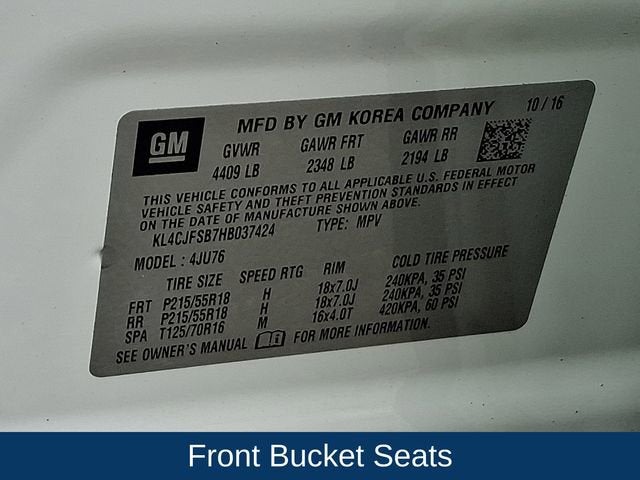 GM
MFD BY GM KOREA COMPANY 10/16
GVWR GAWR FRT GAWR RR
4409 LB 2348 LB 2194 LB
THIS VEHICLE CONFORMS TO ALL APPLICABLE U.S. FEDERAL MOTOR
VEHICLE SAFETY AND THEFT PREVENTION STANDARDS IN EFFECT
ON THE DATE OF MANUFACTURE SHOWN ABOVE.
KL4CJFSB7HB037424 TYPE: MPV
MODEL: 4JU76
TIRE SIZE SPEED RTG RIM COLD TIRE PRESSURE
FRT P215/55R18 H 18x7.0J 240KPA, 35 PSI
RR P215/55R18 H 18x7.0J 240KPA, 35 PSI
SPA T125/70R16 M 16x4.0T 420KPA, 60 PSI
SEE OWNER'S MANUAL FOR MORE INFORMATION.
Front Bucket Seats